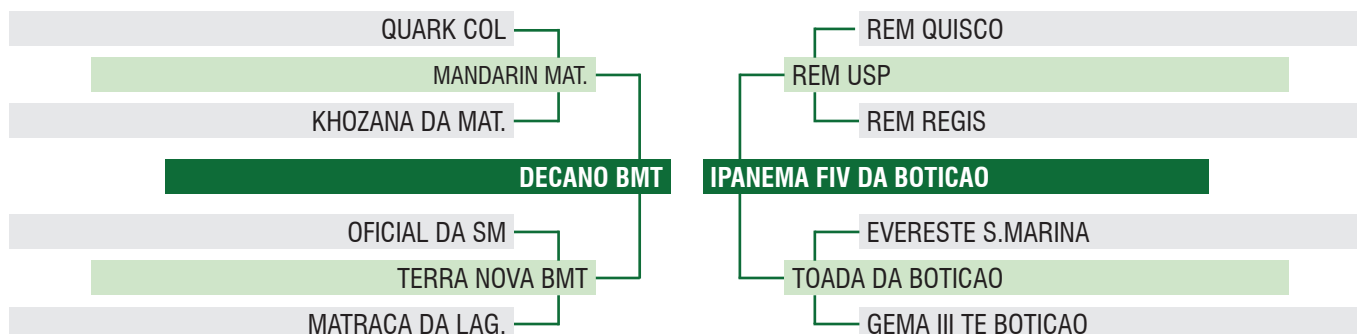 QUARK COL
REM QUISCO
MANDARIN MAT.
REM USP
KHOZANA DA MAT.
REM REGIS
DECANO BMT
IPANEMA FIV DA BOTICAO
OFICIAL DA SM
EVERESTE S.MARINA
TERRA NOVA BMT
TOADA DA BOTICAO
MATRACA DA LAG.
GEMA III TE BOTICAO